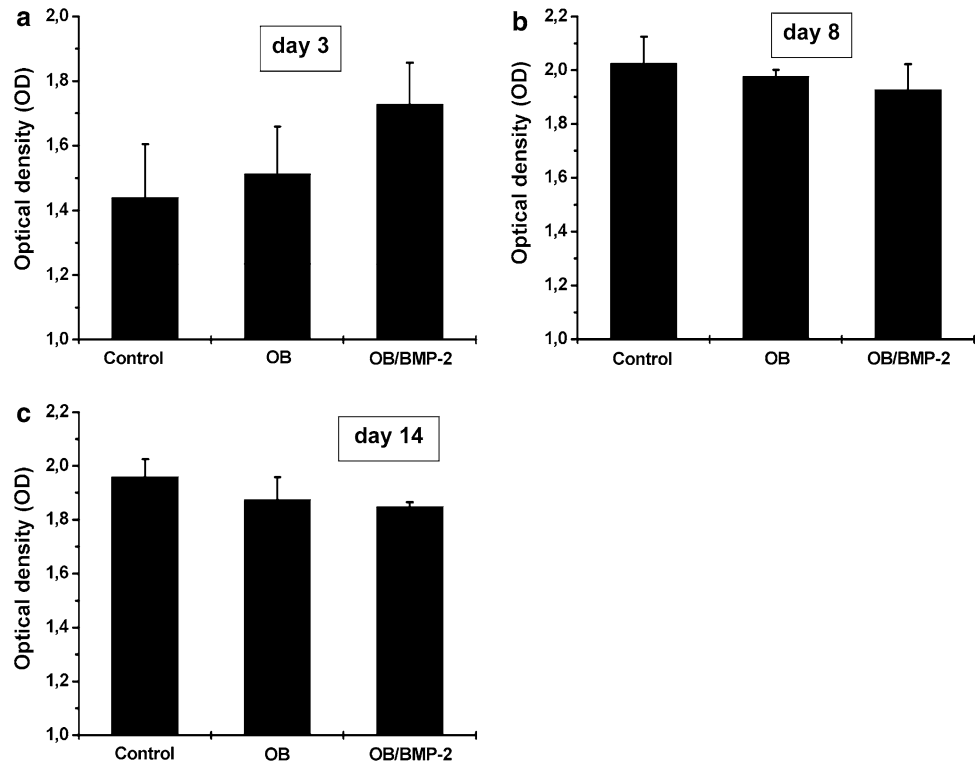 a
day 3
Optical density (OD)
2,0
1,8
1,6
1,4
1,2
1,0
Control OB OB/BMP-2
b
day 8
Optical density (OD)
2,2
2,0
1,8
1,6
1,4
1,2
1,0
Control OB OB/BMP-2
c
day 14
Optical density (OD)
2,2
2,0
1,8
1,6
1,4
1,2
1,0
Control OB OB/BMP-2